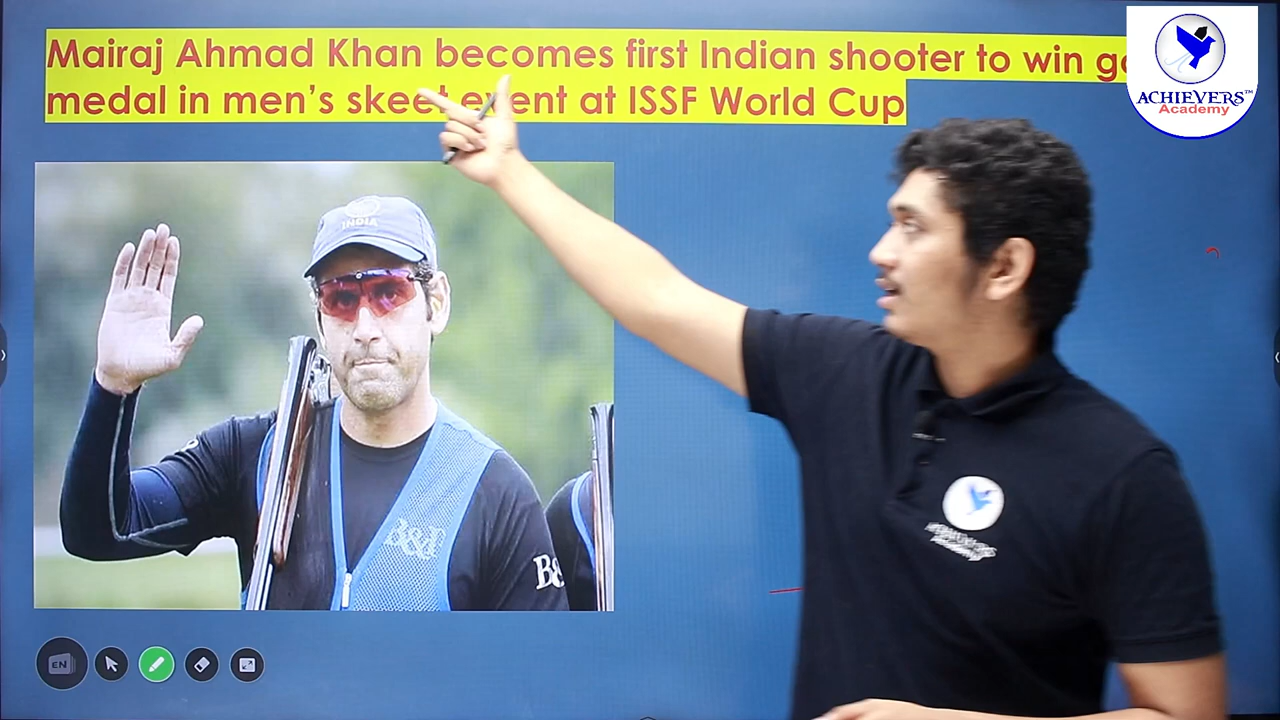 Mairaj Ahmad Khan becomes first Indian shooter to win
medal in men’s skeet event at ISSF World Cup
ACHIEVERS™
Academy
INDIA
B&P
EN